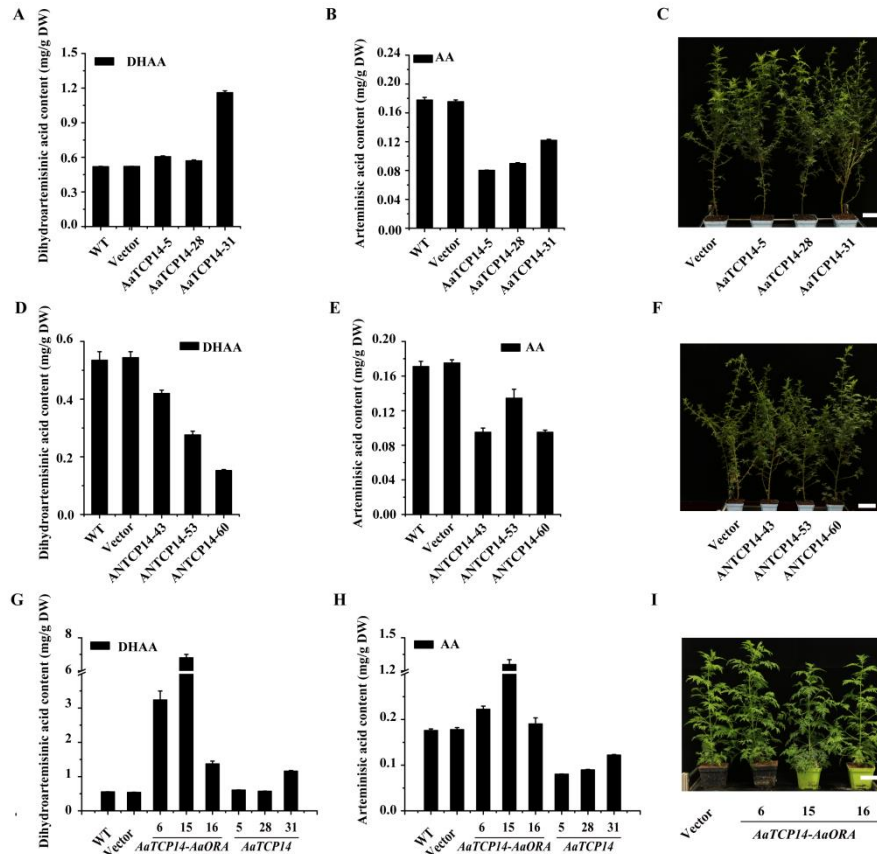 A
Dihydroartemisinic acid content (mg/g DW)
1.5
1.2
0.9
0.6
0.3
0.0
DHAA
WT
Vector
AaTCP14-5
AaTCP14-28
AaTCP14-31
B
Arteminisic acid content (mg/g DW)
0.24
0.20
0.16
0.12
0.08
0.04
0.00
AA
WT
Vector
AaTCP14-5
AaTCP14-28
AaTCP14-31
C
Vector
AaTCP14-5
AaTCP14-28
AaTCP14-31
D
Dihydroartemisinic acid content (mg/g DW)
0.6
0.4
0.2
0.0
DHAA
WT
Vector
ANTCP14-43
ANTCP14-53
ANTCP14-60
E
Arteminisic acid content (mg/g DW)
0.20
0.16
0.12
0.08
0.04
0.00
AA
WT
Vector
ANTCP14-43
ANTCP14-53
ANTCP14-60
F
Vector
ANTCP14-43
ANTCP14-53
ANTCP14-60
G
Dihydroartemisinic acid content (mg/g DW)
8
6
3
2
1
0
DHAA
WT
Vector
6 15 16 5 28 31
AaTCP14-AaORA AaTCP14
H
Arteminisic acid content (mg/g DW)
1.5
1.2
0.2
0.1
0.0
AA
WT
Vector
6 15 16 5 28 31
AaTCP14-AaORA AaTCP14
I
Vector 6 15 16
AaTCP14-AaORA